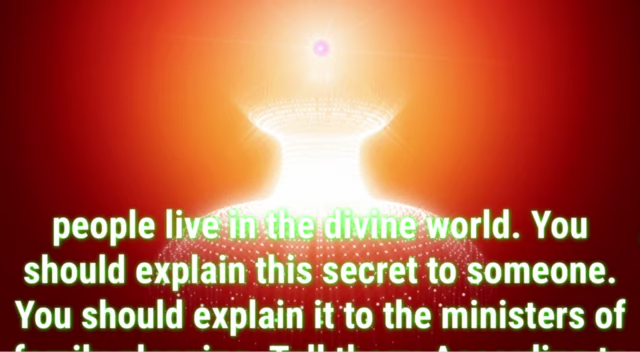 people live in the divine world. You
should explain this secret to someone.
You should explain it to the ministers of